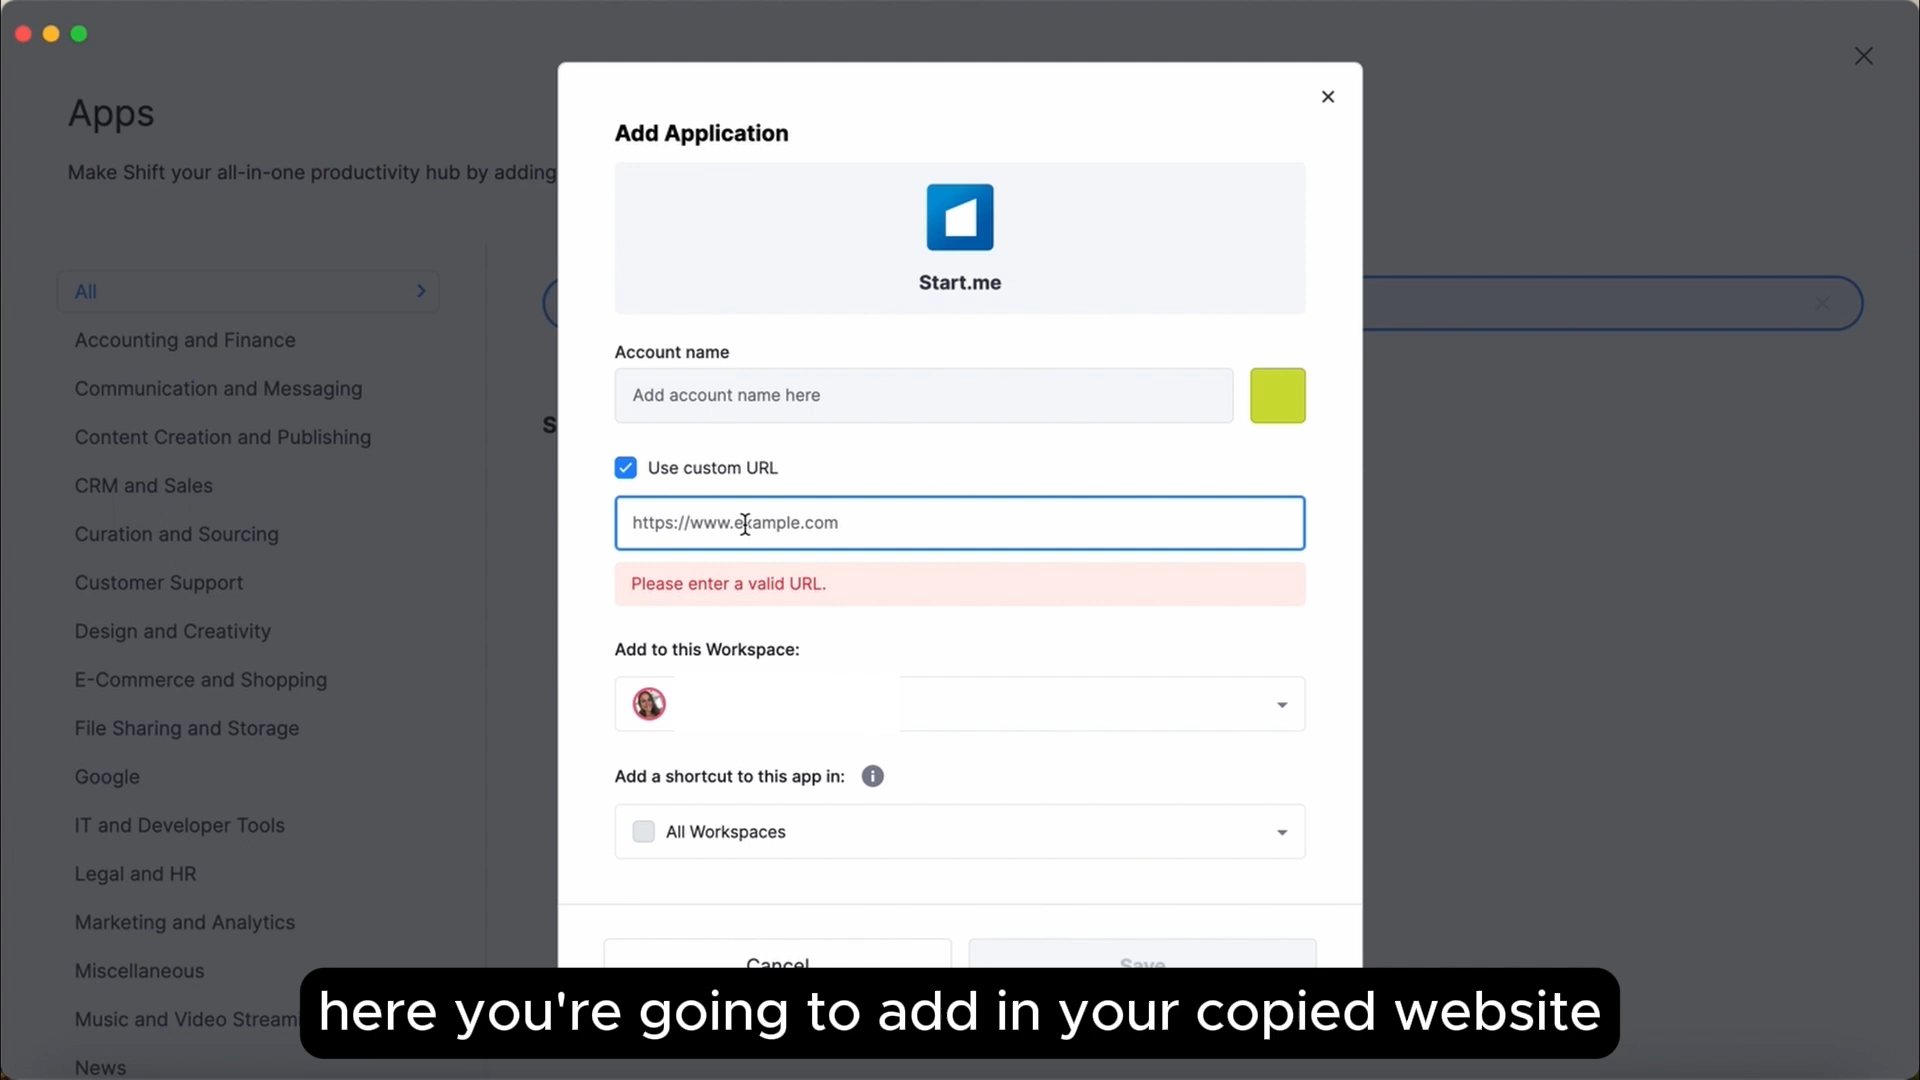 Apps
Make Shift your all-in-one productivity hub by adding
All
Accounting and Finance
Communication and Messaging
Content Creation and Publishing
CRM and Sales
Curation and Sourcing
Customer Support
Design and Creativity
E-Commerce and Shopping
File Sharing and Storage
Google
IT and Developer Tools
Legal and HR
Marketing and Analytics
Miscellaneous
Music and Video Streami
News
S
Add Application
Start.me
Account name
Add account name here
Use custom URL
https://www.example.com
Please enter a valid URL.
Add to this Workspace:
Add a shortcut to this app in:
All Workspaces
Cancel
Save
here you're going to add in your copied website